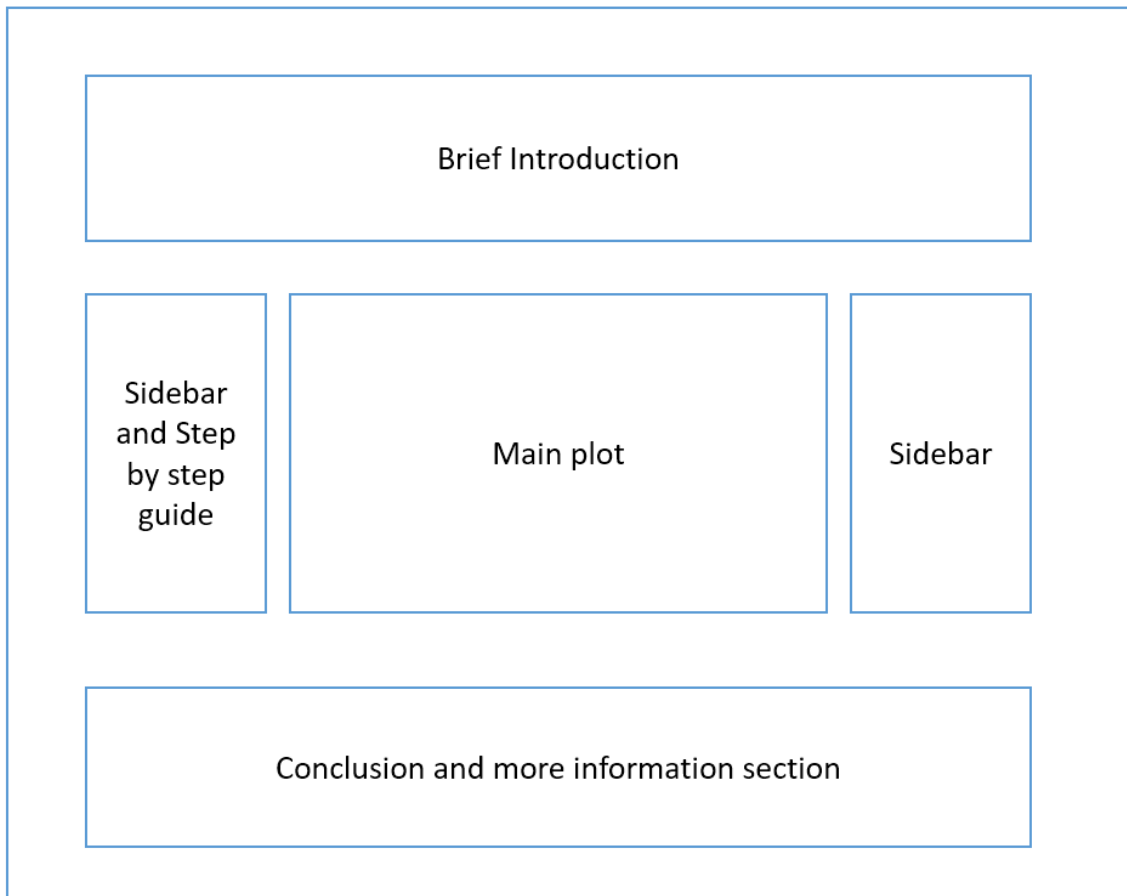 Brief Introduction
Sidebar
and Step
by step
guide
Main plot
Sidebar
Conclusion and more information section